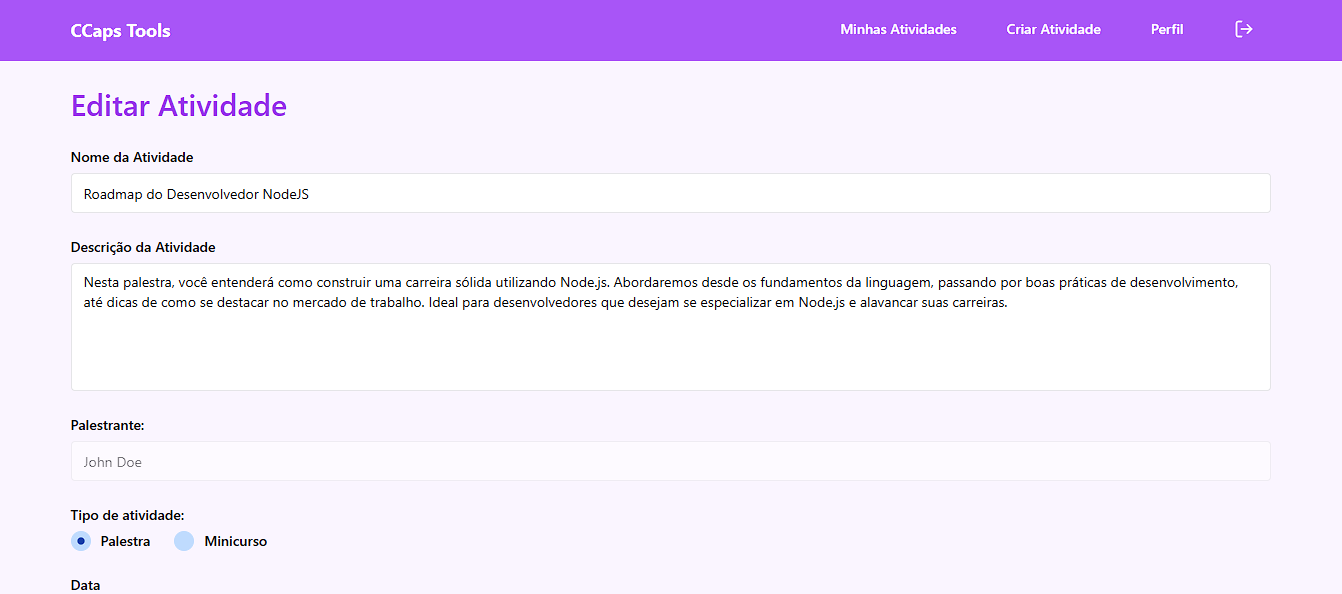 CCaps Tools
Minhas Atividades
Criar Atividade
Perfil
Editar Atividade
Nome da Atividade
Roadmap do Desenvolvedor NodeJS
Descrição da Atividade
Nesta palestra, você entenderá como construir uma carreira sólida utilizando Node.js. Abordaremos desde os fundamentos da linguagem, passando por boas práticas de desenvolvimento,
até dicas de como se destacar no mercado de trabalho. Ideal para desenvolvedores que desejam se especializar em Node.js e alavancar suas carreiras.
Palestrante:
John Doe
Tipo de atividade:
Palestra
Minicurso
Data